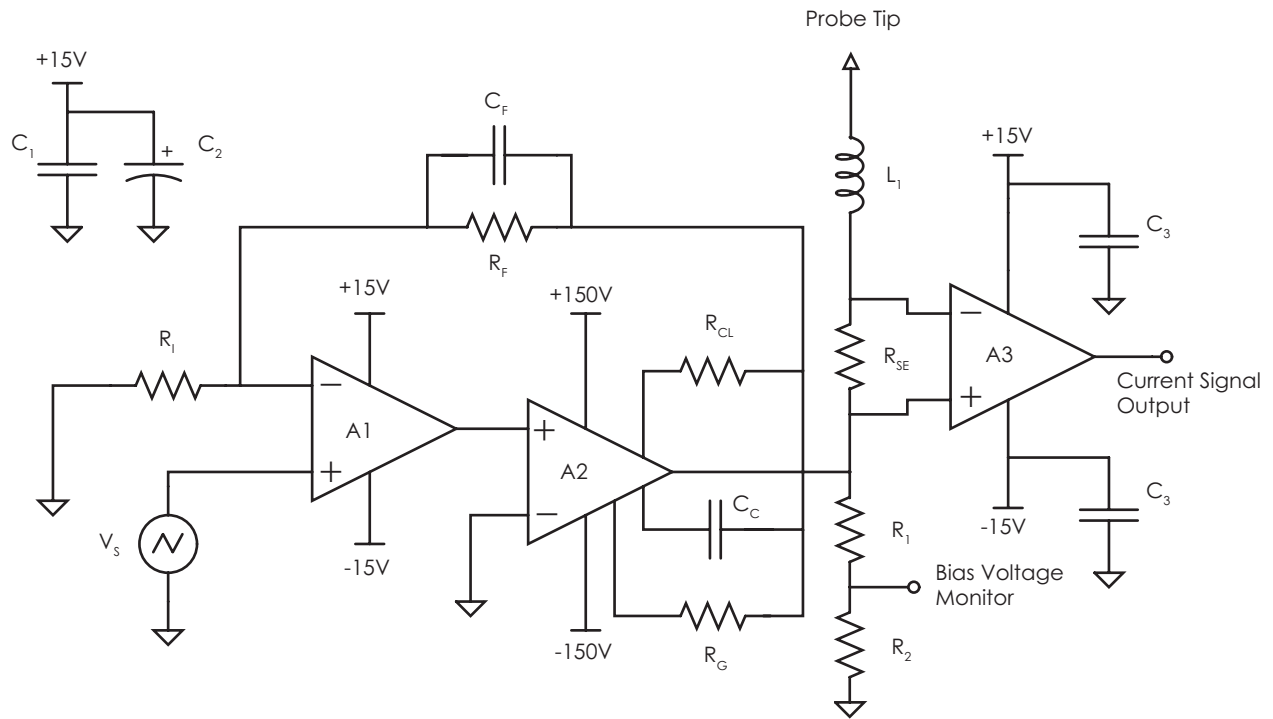 Probe Tip
+15V
C1
+
C2
CF
RF
L1
+15V
C3
+15V
+150V
RCL
RI
−
A1
+
+
A2
−
RSE
−
A3
+
Current Signal
Output
CC
VS
-15V
R1
-15V
C3
Bias Voltage
Monitor
-150V
RG
R2